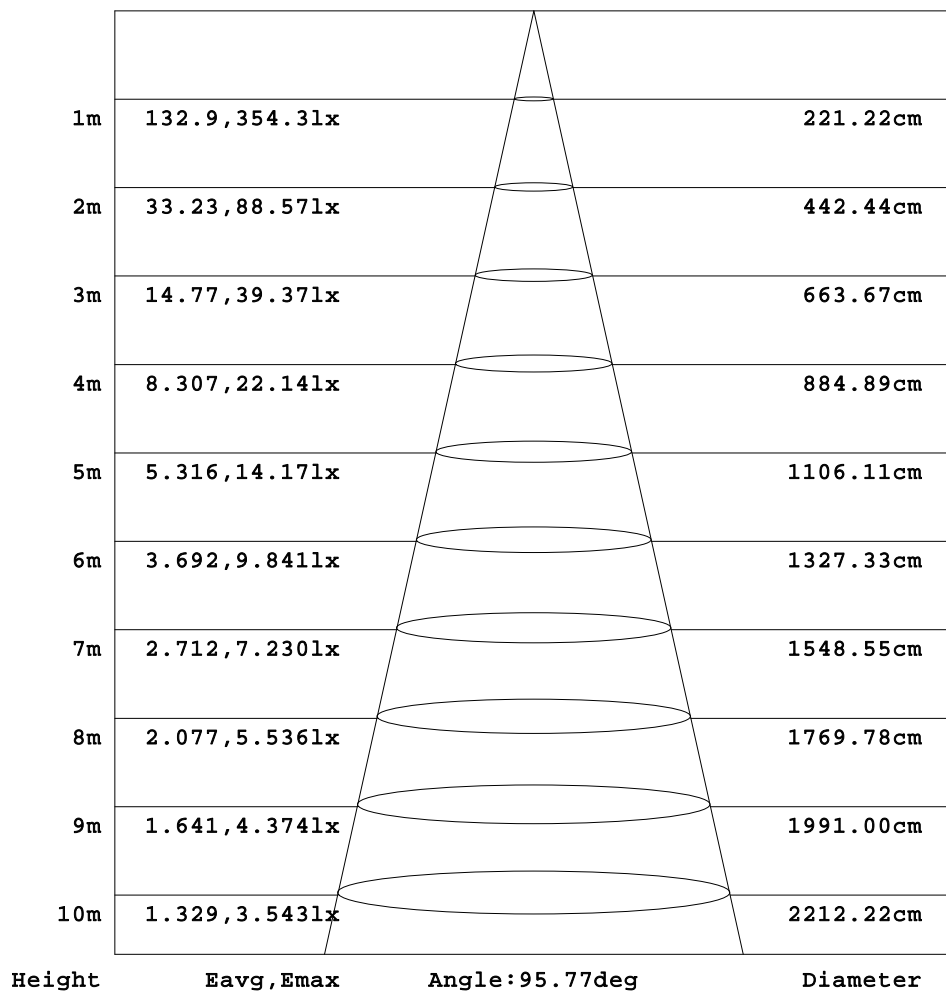 1m 132.9,354.3lx 221.22cm
2m 33.23,88.57lx 442.44cm
3m 14.77,39.37lx 663.67cm
4m 8.307,22.14lx 884.89cm
5m 5.316,14.17lx 1106.11cm
6m 3.692,9.841lx 1327.33cm
7m 2.712,7.230lx 1548.55cm
8m 2.077,5.536lx 1769.78cm
9m 1.641,4.374lx 1991.00cm
10m 1.329,3.543lx 2212.22cm
Height Eavg,Emax Angle:95.77deg Diameter